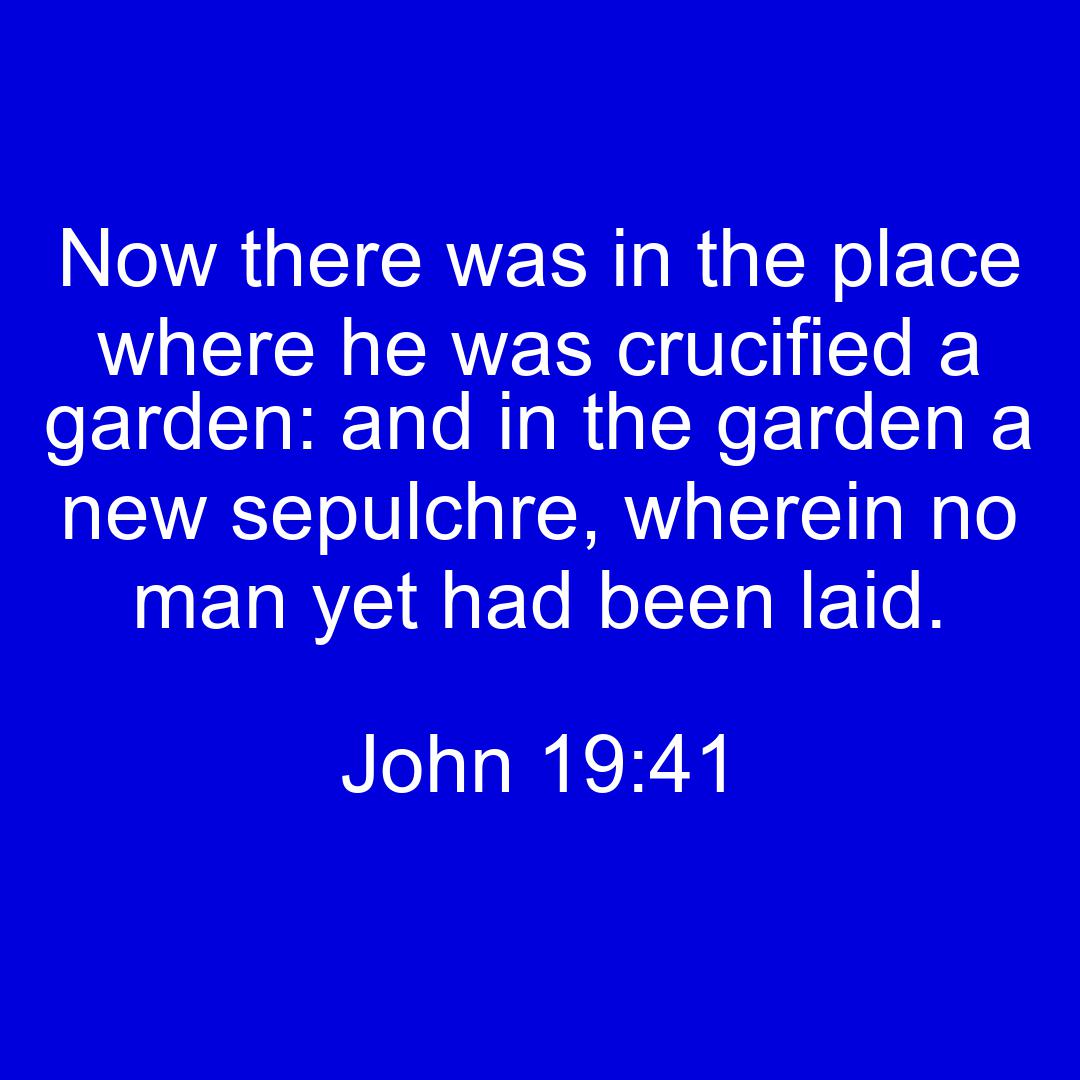 Now there was in the place
where he was crucified a
garden: and in the garden a
new sepulchre, wherein no
man yet had been laid.
John 19:41